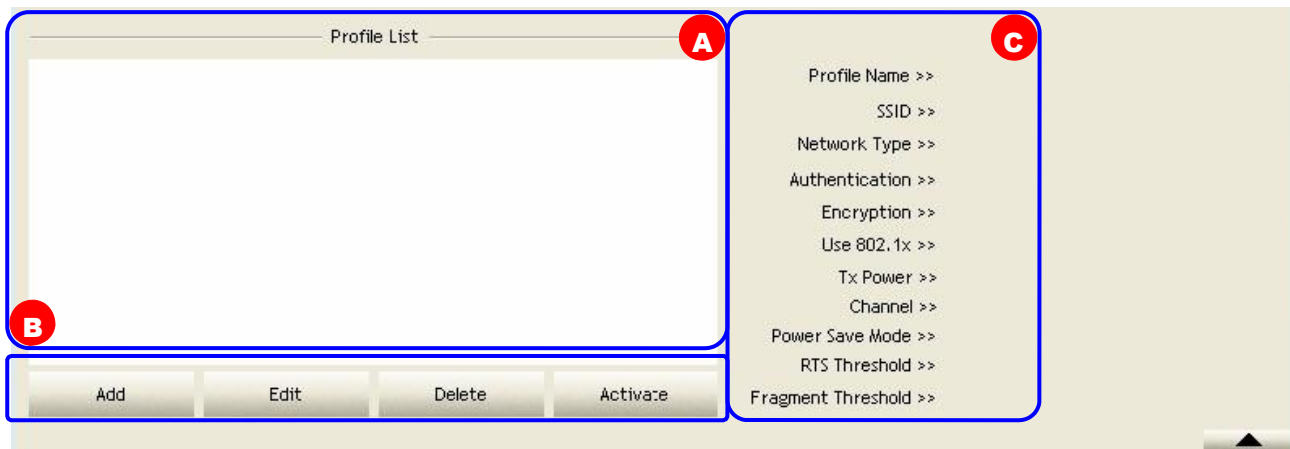 Profile List
A
B
Add Edit Delete Activate
C
Profile Name >>
SSID >>
Network Type >>
Authentication >>
Encryption >>
Use 802.1x >>
Tx Power >>
Channel >>
Power Save Mode >>
RTS Threshold >>
Fragment Threshold >>